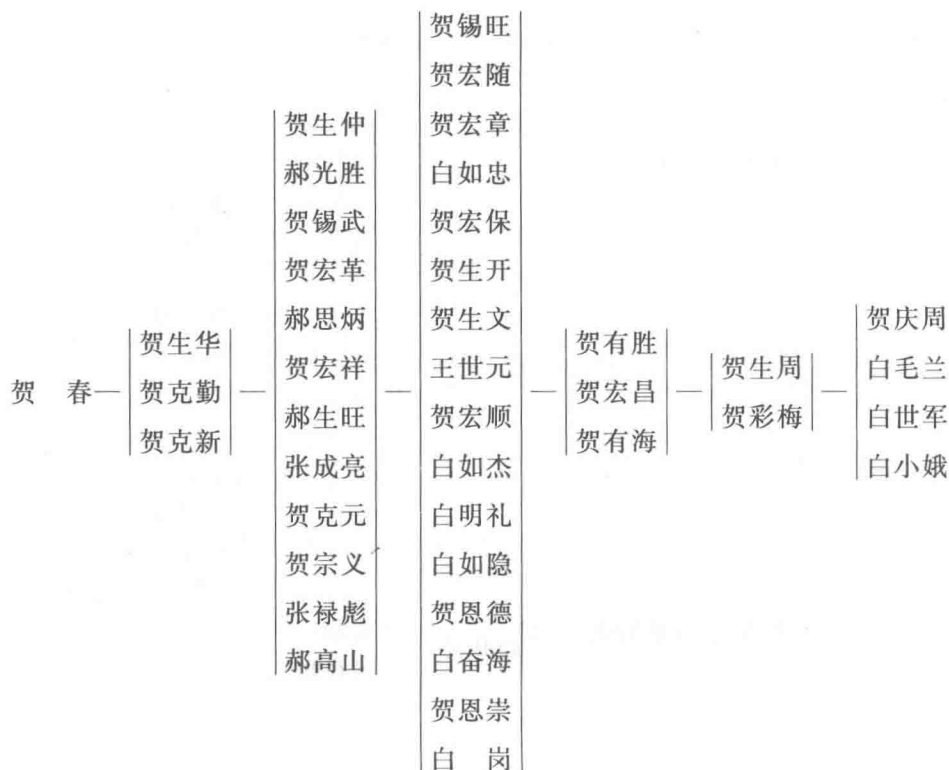 贺 春
贺生华
贺克勤
贺克新
贺生仲
郝光胜
贺锡武
贺宏革
郝思炳
贺宏祥
郝生旺
张成亮
贺克元
贺宗义
张禄彪
郝高山
贺锡旺
贺宏随
贺宏章
白如忠
贺宏保
贺生开
贺生文
王世元
贺宏顺
白如杰
白明礼
白如隐
贺恩德
白奋海
贺恩崇
白 岗
贺有胜
贺宏昌
贺有海
贺生周
贺彩梅
贺庆周
白毛兰
白世军
白小娥